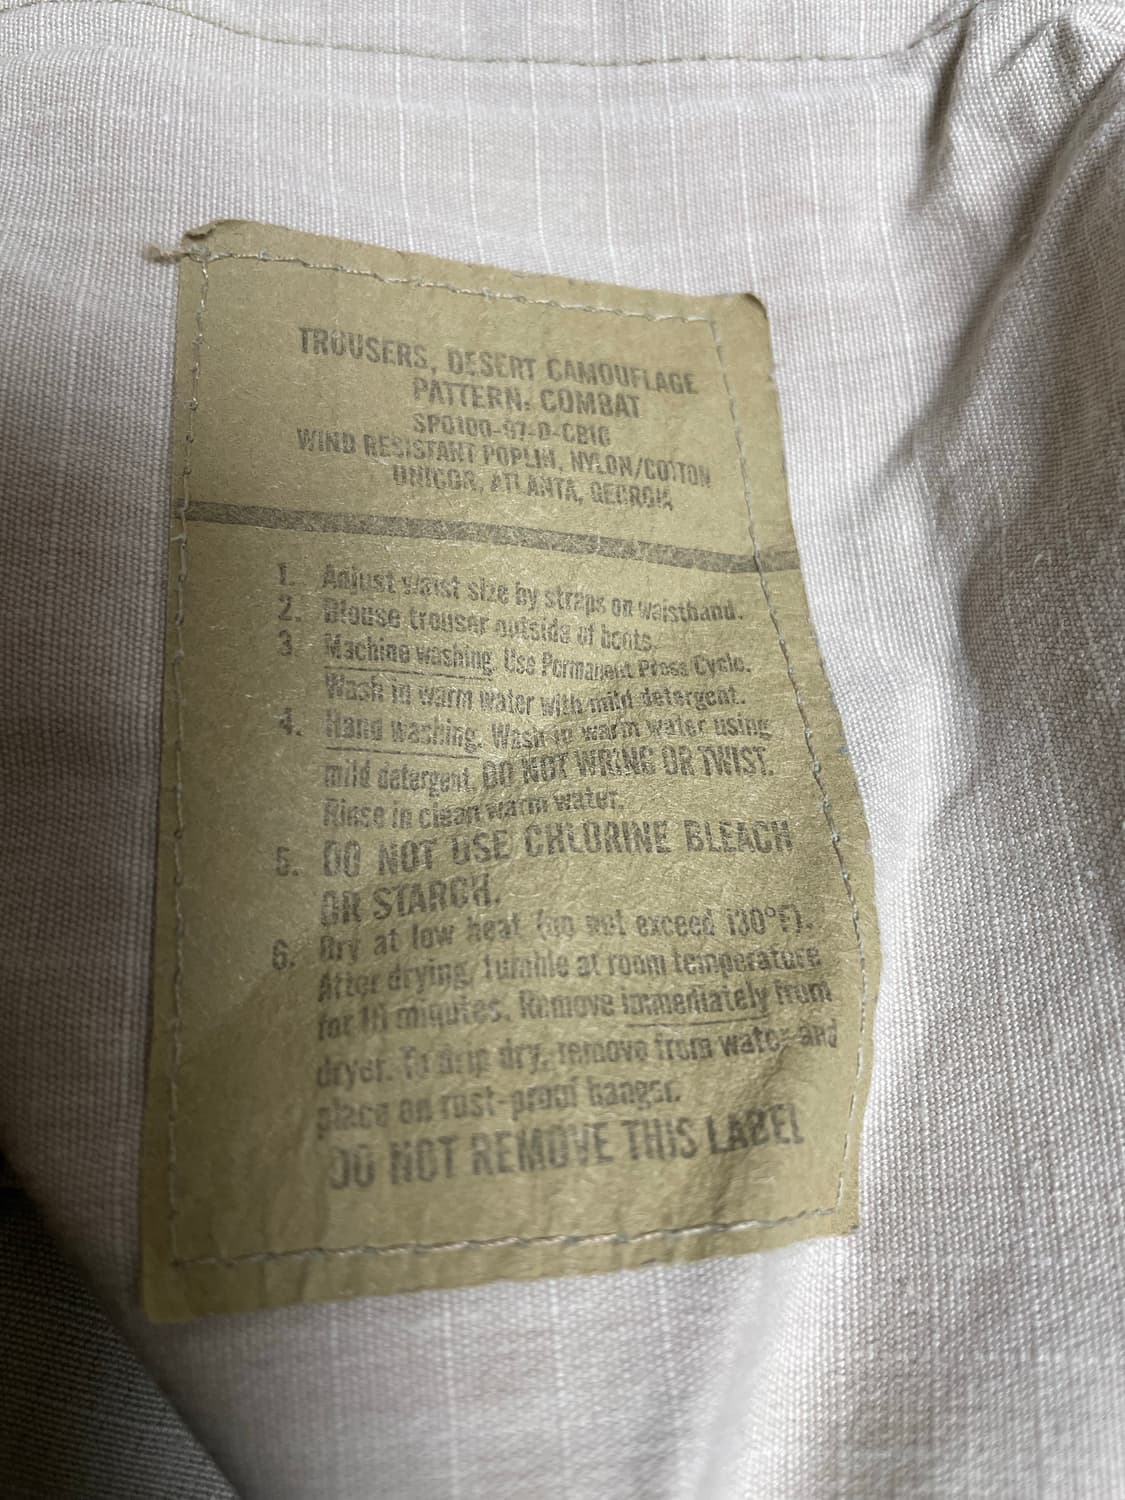 TROUSERS, DESERT CAMOUFLAGE
PATTERN: COMBAT
SPO100-97-D-CB10
WIND RESISTANT POPLIN, NYLON/COTTON
UNICOR, ATLANTA, GEORGIA
1. Adjust waist size by straps on waistband.
2. Blouse trouser outside of boots.
3. Machine washing. Use Permanent Press Cycle.
Wash in warm water with mild detergent.
4. Hand washing. Wash in warm water using
mild detergent. DO NOT WRING OR TWIST.
Rinse in clean warm water.
5. DO NOT USE CHLORINE BLEACH
OR STARCH.
6. Dry at low heat (do not exceed 130°F).
After drying, tumble at room temperature
for 10 minutes. Remove immediately from
dryer. To drip dry, remove from water and
place on rust-proof hanger.
DO NOT REMOVE THIS LABEL